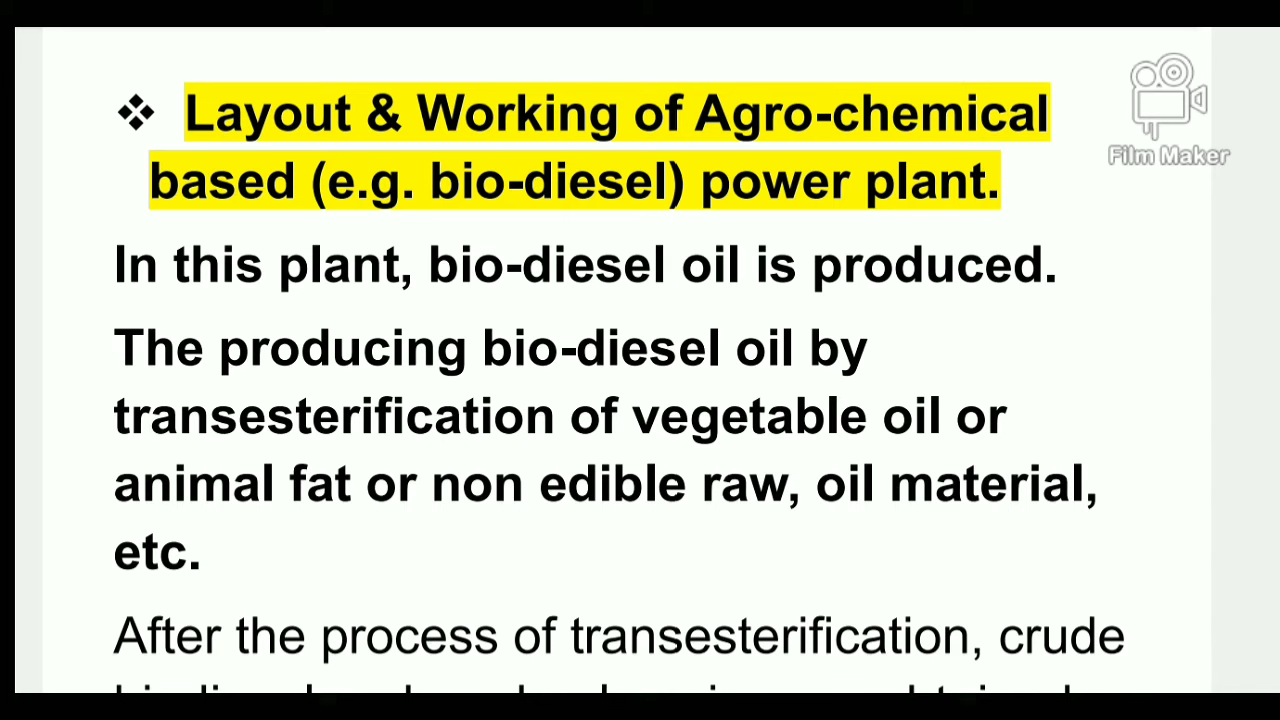 ❖ Layout & Working of Agro-chemical
based (e.g. bio-diesel) power plant.
In this plant, bio-diesel oil is produced.
The producing bio-diesel oil by
transesterification of vegetable oil or
animal fat or non edible raw, oil material,
etc.
After the process of transesterification, crude
Film Maker